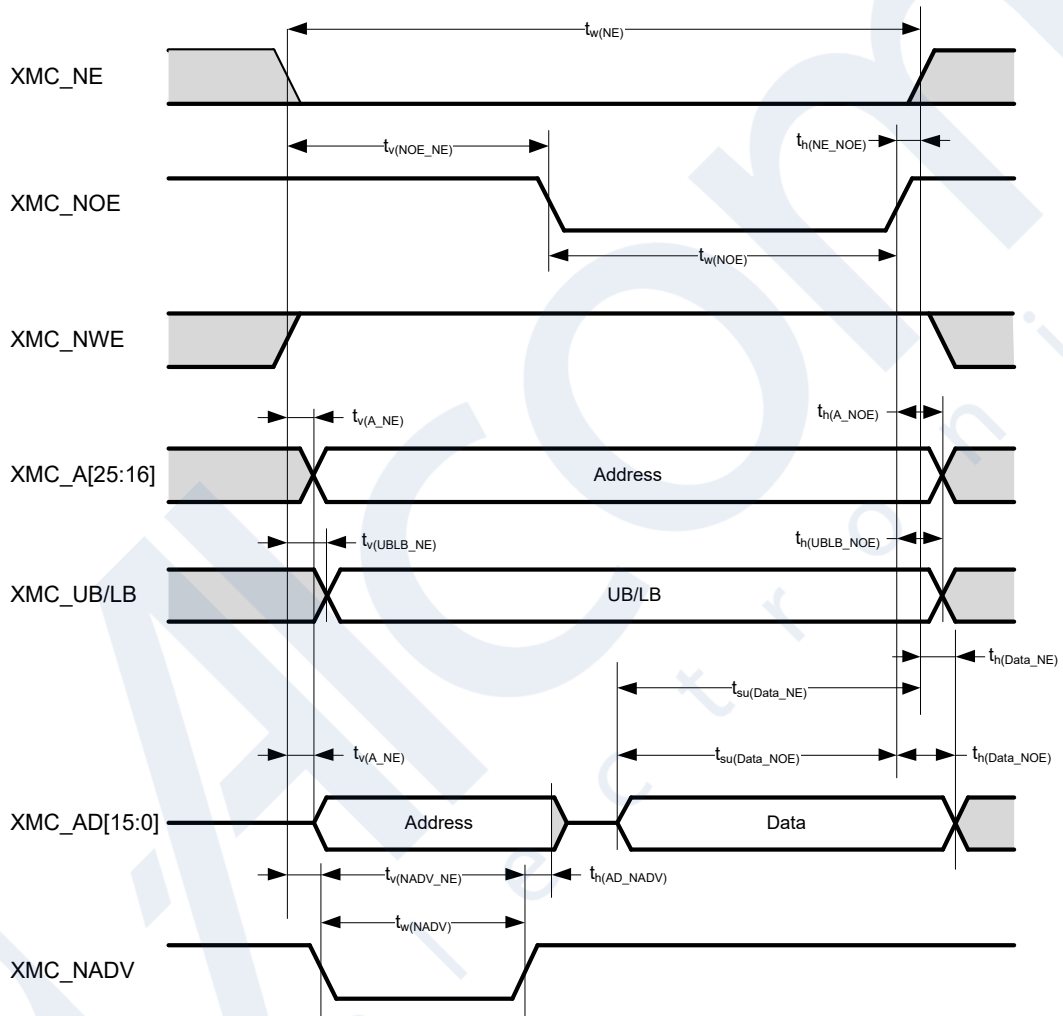 tw(NE)
XMC_NE
tv(NOE_NE)
th(NE_NOE)
XMC_NOE
tw(NOE)
XMC_NWE
tv(A_NE)
th(A_NOE)
XMC_A[25:16]
Address
tv(UBLB_NE)
th(UBLB_NOE)
XMC_UB/LB
UB/LB
th(Data_NE)
tsu(Data_NE)
tv(A_NE)
tsu(Data_NOE)
th(Data_NOE)
XMC_AD[15:0]
Address
Data
tv(NADV_NE)
th(AD_NADV)
tw(NADV)
XMC_NADV